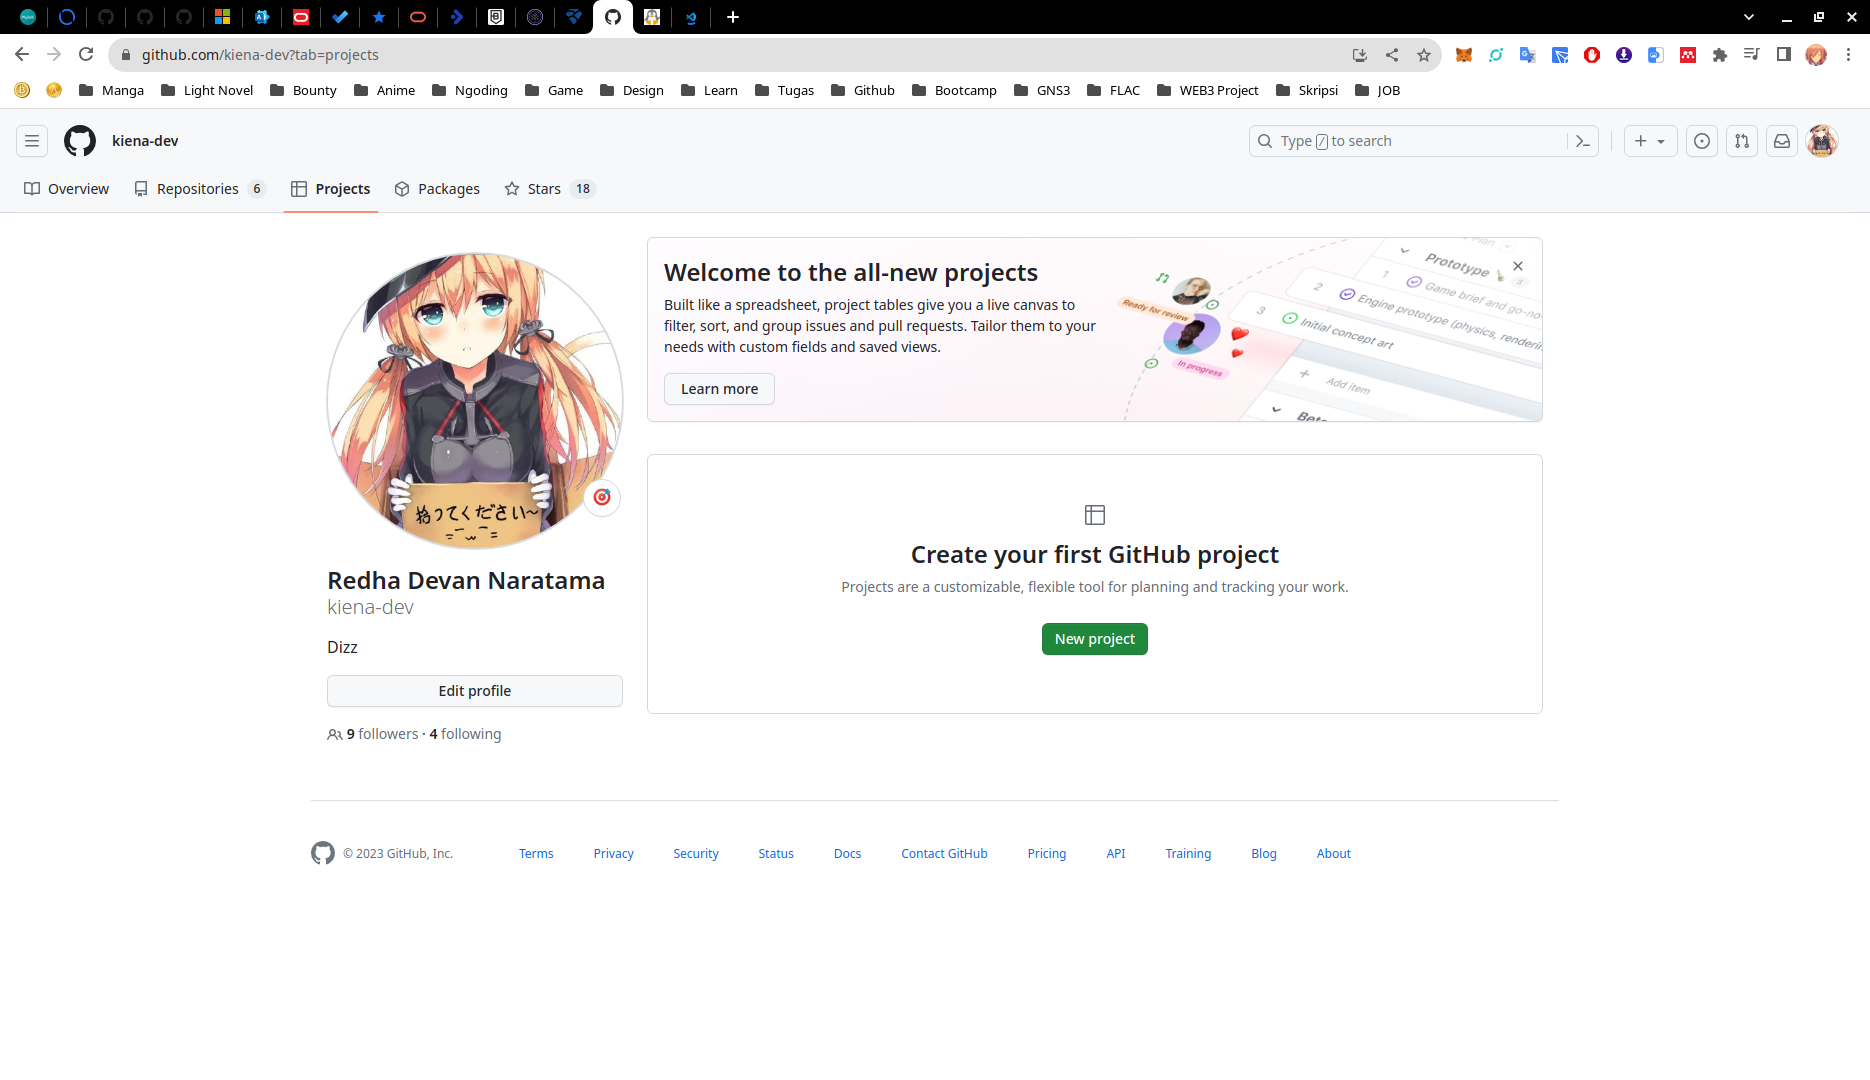 github.com/kiena-dev?tab=projects
Manga Light Novel Bounty Anime Ngoding Game Design Learn Tugas Github Bootcamp GNS3 FLAC WEB3 Project Skripsi JOB
kiena-dev
Type / to search
Overview Repositories 6 Projects Packages Stars 18
Welcome to the all-new projects
Built like a spreadsheet, project tables give you a live canvas to
filter, sort, and group issues and pull requests. Tailor them to your
needs with custom fields and saved views.
Learn more
Ready for review
In progress
Plan
Prototype 3
1 Game brief and go-no
2 Engine prototype (physics, renderin
3 Initial concept art
Add item
Beta
拾ってください~
Redha Devan Naratama
kiena-dev
Dizz
Edit profile
9 followers · 4 following
Create your first GitHub project
Projects are a customizable, flexible tool for planning and tracking your work.
New project
© 2023 GitHub, Inc. Terms Privacy Security Status Docs Contact GitHub Pricing API Training Blog About